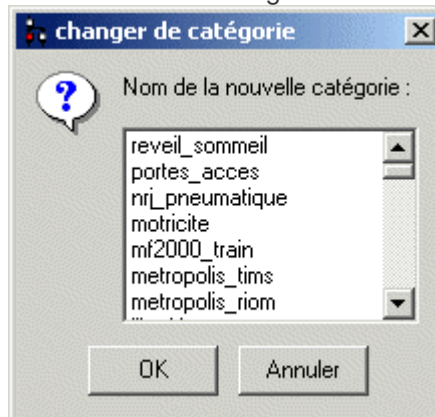 changer de catégorie
Nom de la nouvelle catégorie :
reveil_sommeil
portes_acces
nrj_pneumatique
motricite
mf2000_train
metropolis_tims
metropolis_riom
OK
Annuler